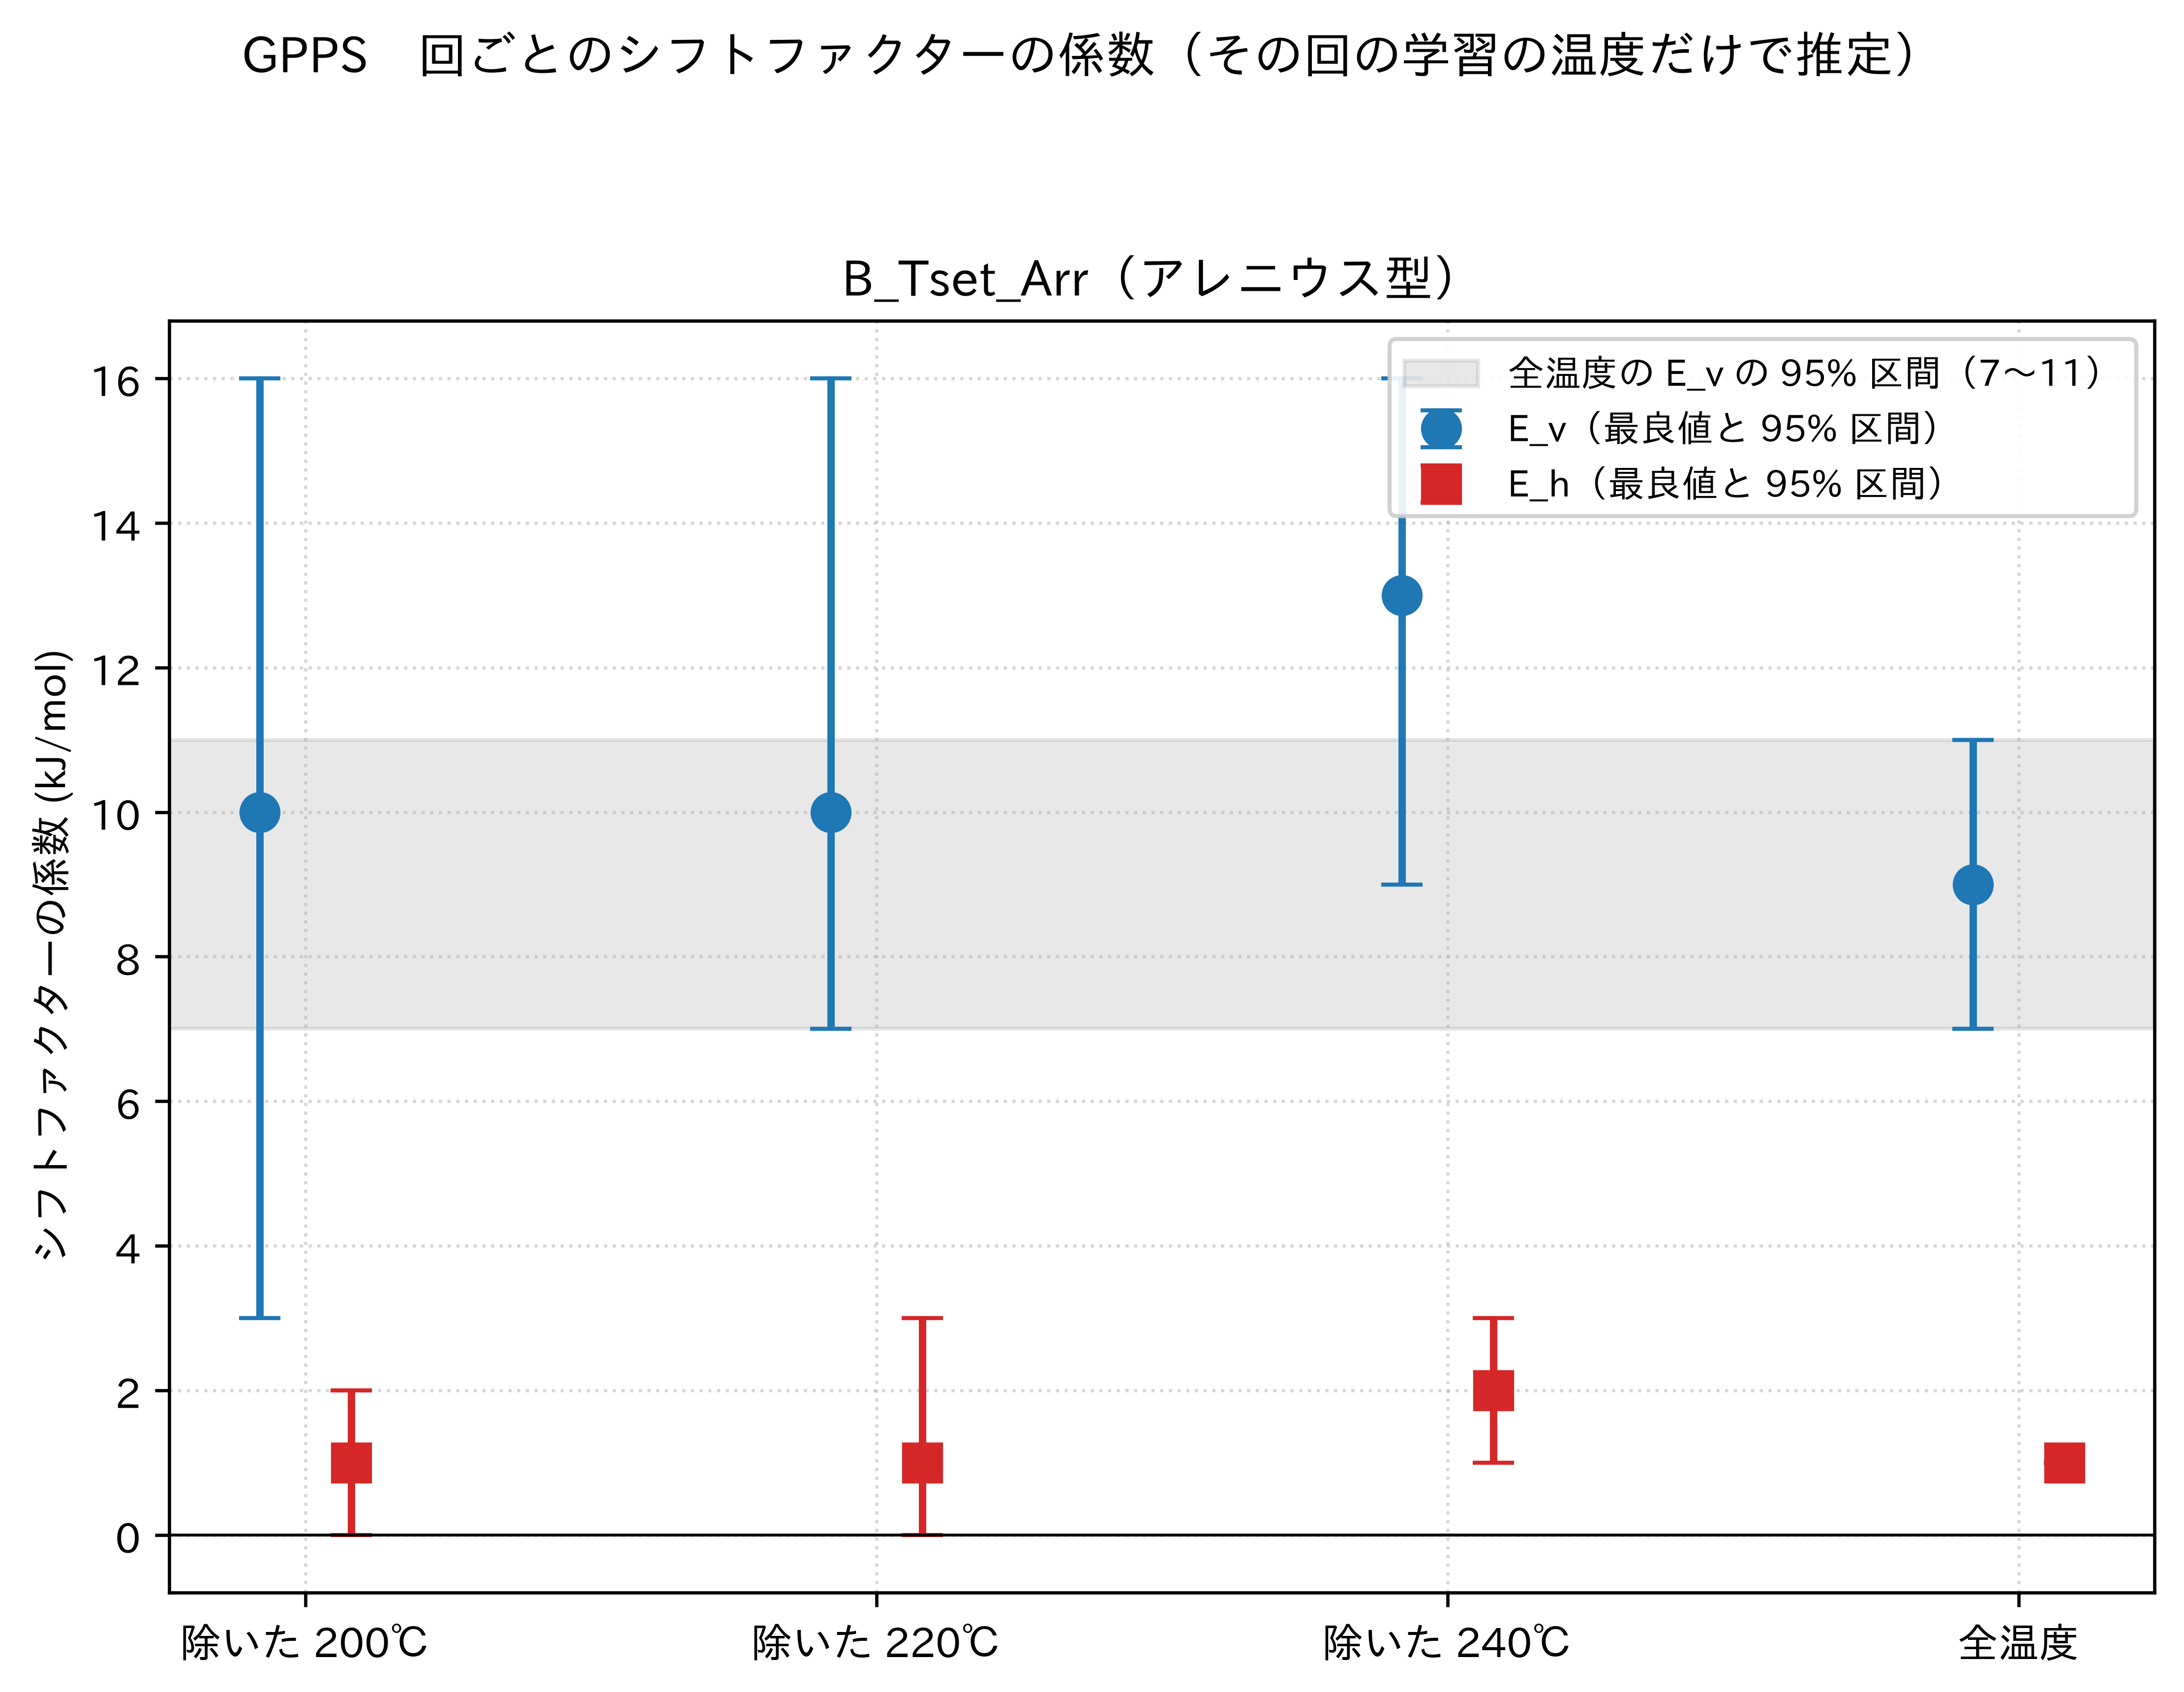 GPPS　回ごとのシフトファクターの係数（その回の学習の温度だけで推定）
B_Tset_Arr（アレニウス型）
全温度の E_v の 95% 区間（7～11）
E_v（最良値と 95% 区間）
E_h（最良値と 95% 区間）
シフトファクターの係数 (kJ/mol)
16
14
12
10
8
6
4
2
0
除いた 200℃
除いた 220℃
除いた 240℃
全温度